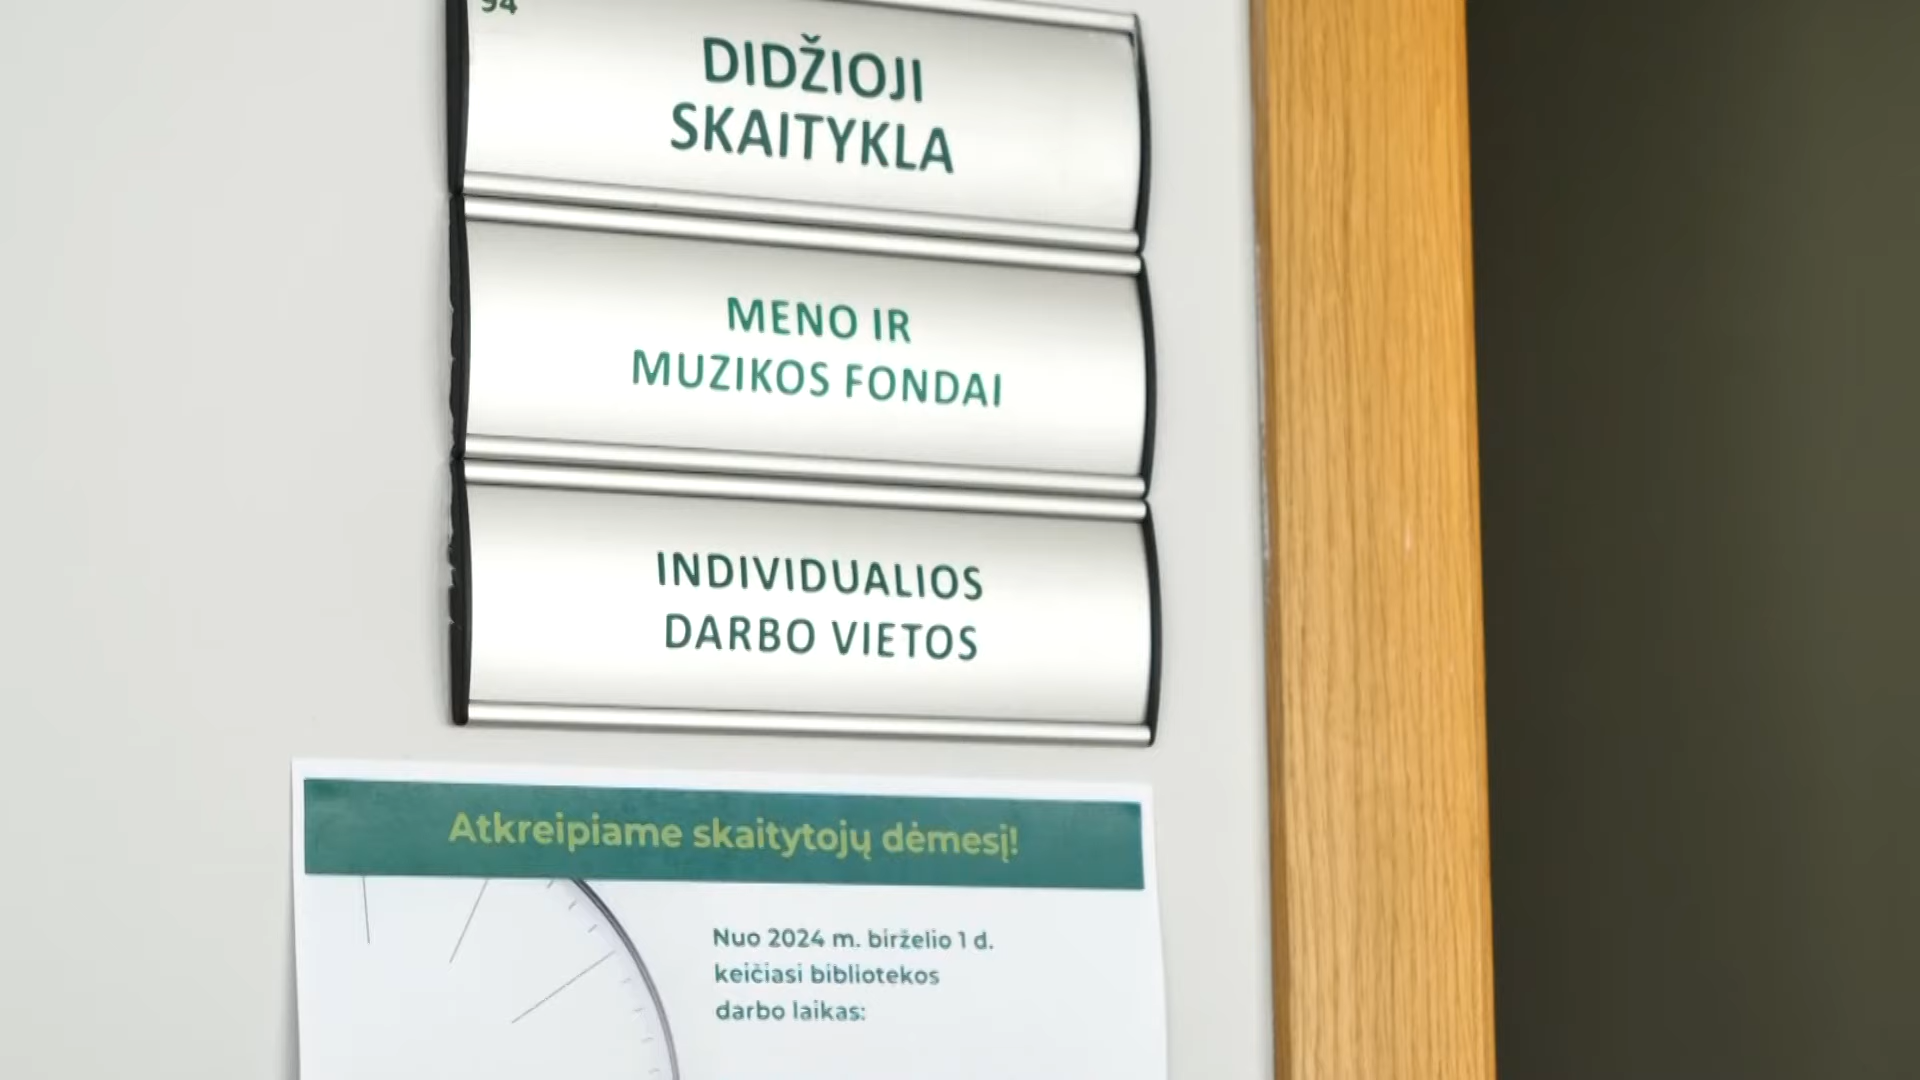 94
DIDŽIOJI
SKAITYKLA
MENO IR
MUZIKOS FONDAI
INDIVIDUALIOS
DARBO VIETOS
Atkreipiame skaitytojų dėmesį!
Nuo 2024 m. birželio 1 d.
keičiasi bibliotekos
darbo laikas: